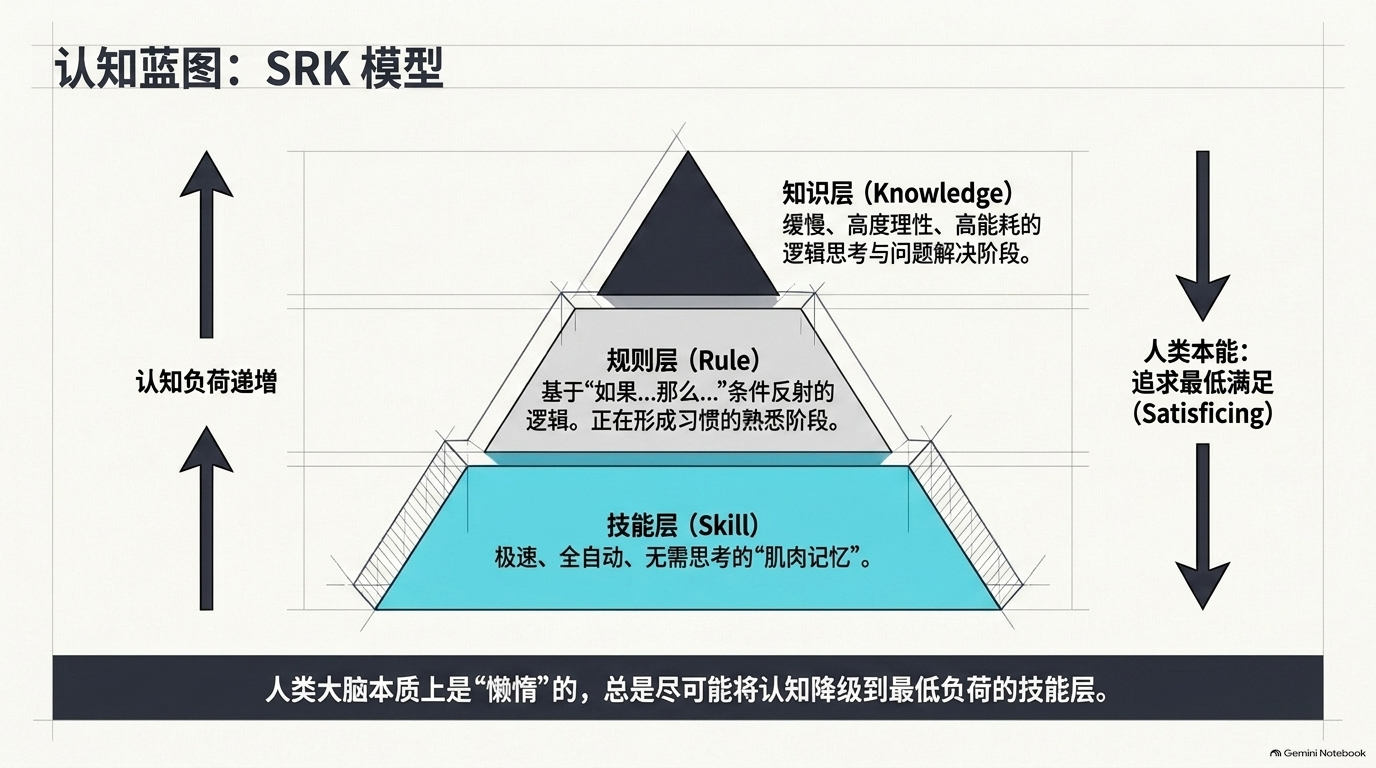 认知蓝图：SRK 模型
知识层（Knowledge）
缓慢、高度理性、高能耗的
逻辑思考与问题解决阶段。
认知负荷递增
规则层（Rule）
基于“如果...那么...”条件反射的
逻辑。正在形成习惯的熟悉阶段。
人类本能：
追求最低满足
（Satisficing）
技能层（Skill）
极速、全自动、无需思考的“肌肉记忆”。
人类大脑本质上是“懒惰”的，总是尽可能将认知降级到最低负荷的技能层。
Gemini Notebook